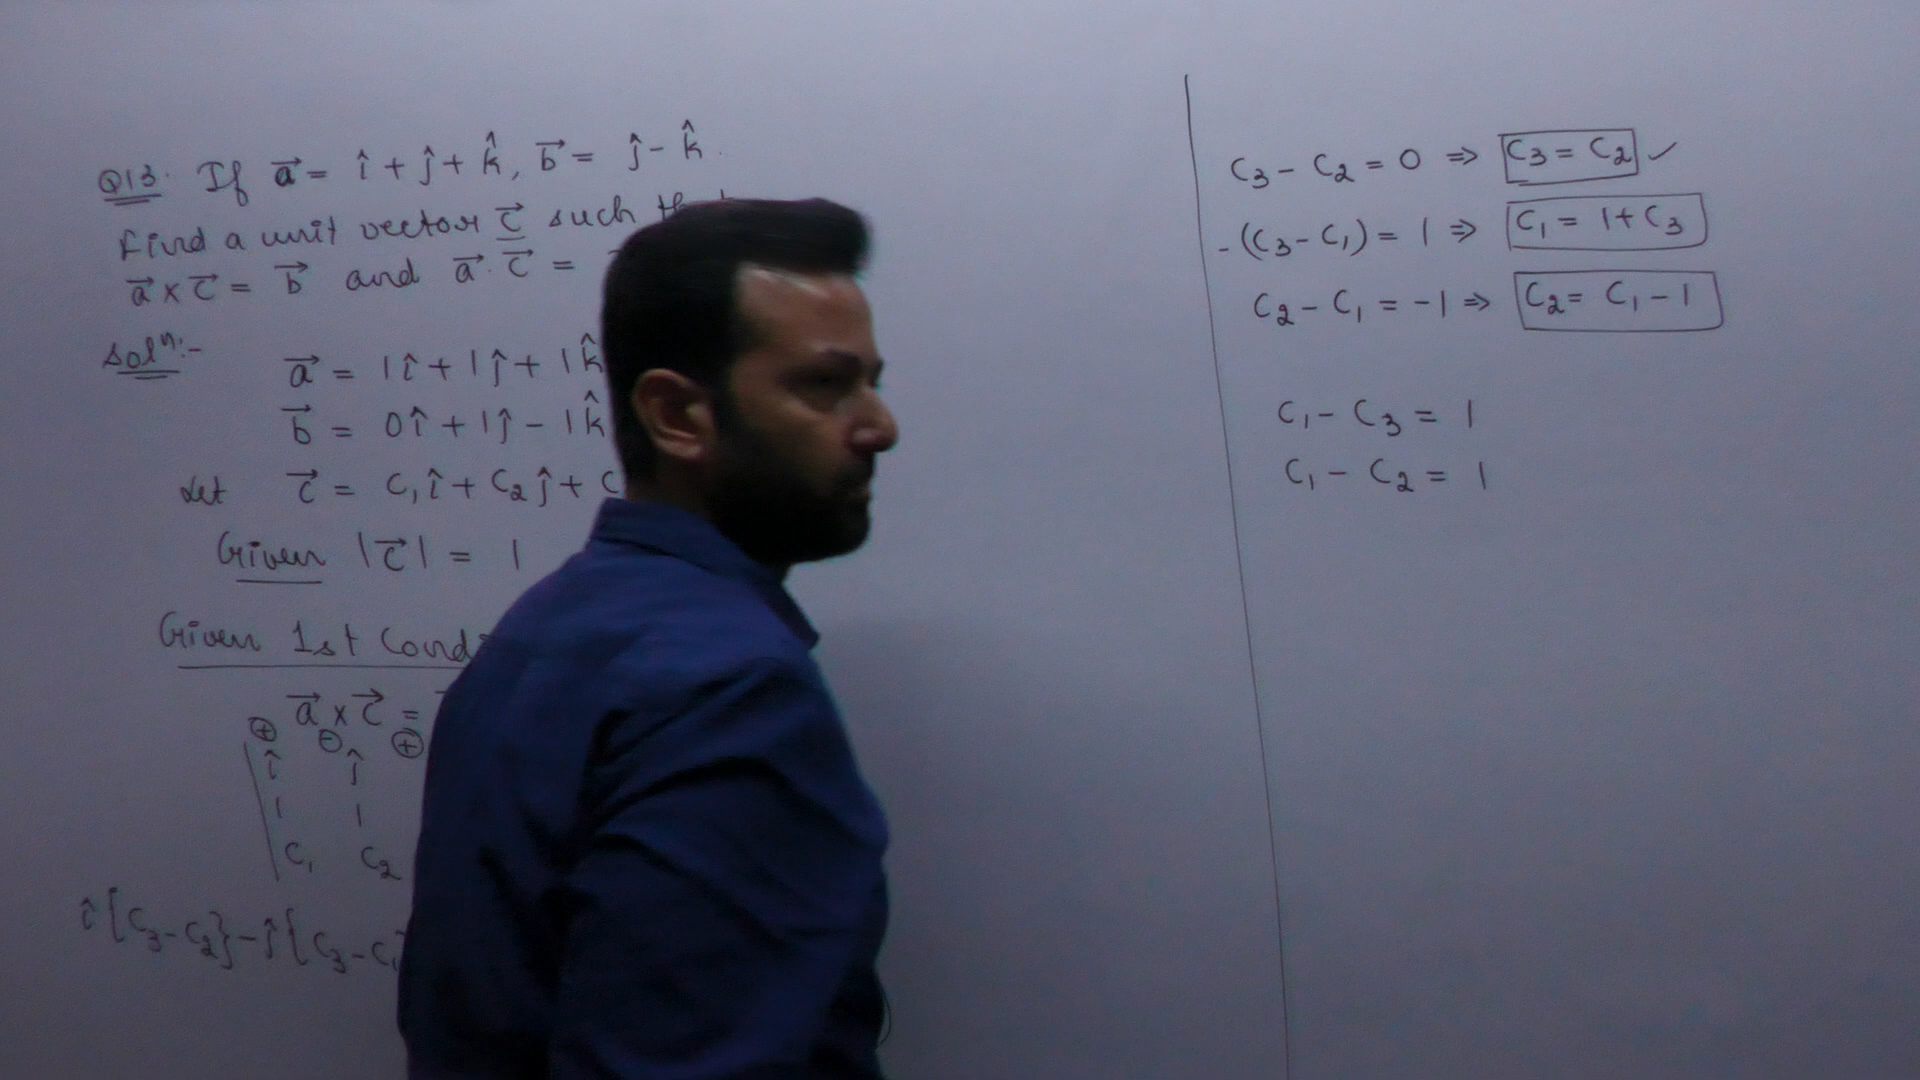 Q13. If a⃗ = î + ĵ + k̂, b⃗ = ĵ - k̂.
Find a unit vector c⃗ such
a⃗ × c⃗ = b⃗ and a⃗ . c⃗ =
Solⁿ:-
a⃗ = 1î + 1ĵ + 1k̂
b⃗ = 0î + 1ĵ - 1k̂
Let c⃗ = C₁î + C₂ĵ + C
Given |c⃗| = 1
Given 1st Cond
a⃗ × c⃗ =
⊕ ⊖ ⊕
î ĵ
1 1
C₁ C₂
î{C₃-C₂}-ĵ{C₃-C₁
C₃ - C₂ = 0 ⇒ C₃ = C₂ ✓
-(C₃ - C₁) = 1 ⇒ C₁ = 1 + C₃
C₂ - C₁ = -1 ⇒ C₂ = C₁ - 1
C₁ - C₃ = 1
C₁ - C₂ = 1